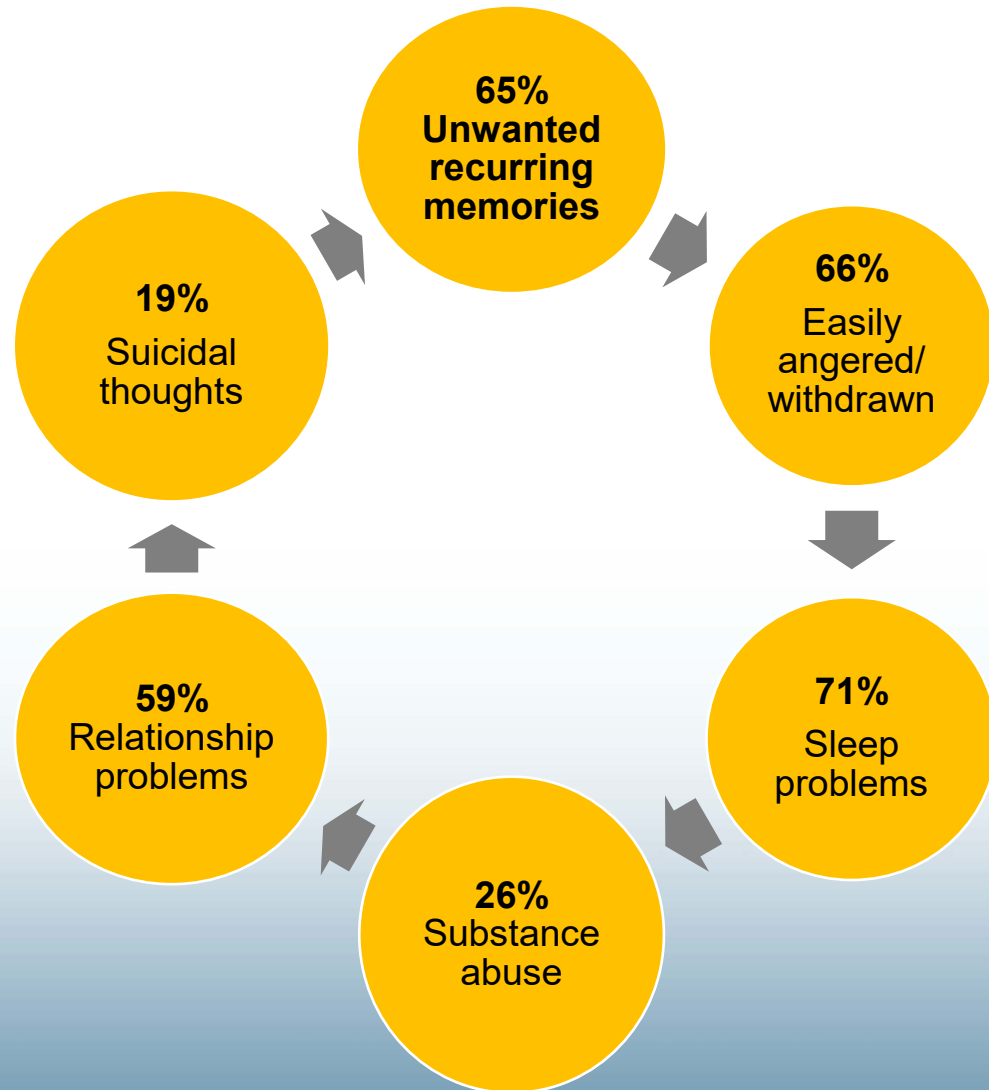 65%
Unwanted
recurring
memories
66%
Easily
angered/
withdrawn
71%
Sleep
problems
26%
Substance
abuse
59%
Relationship
problems
19%
Suicidal
thoughts